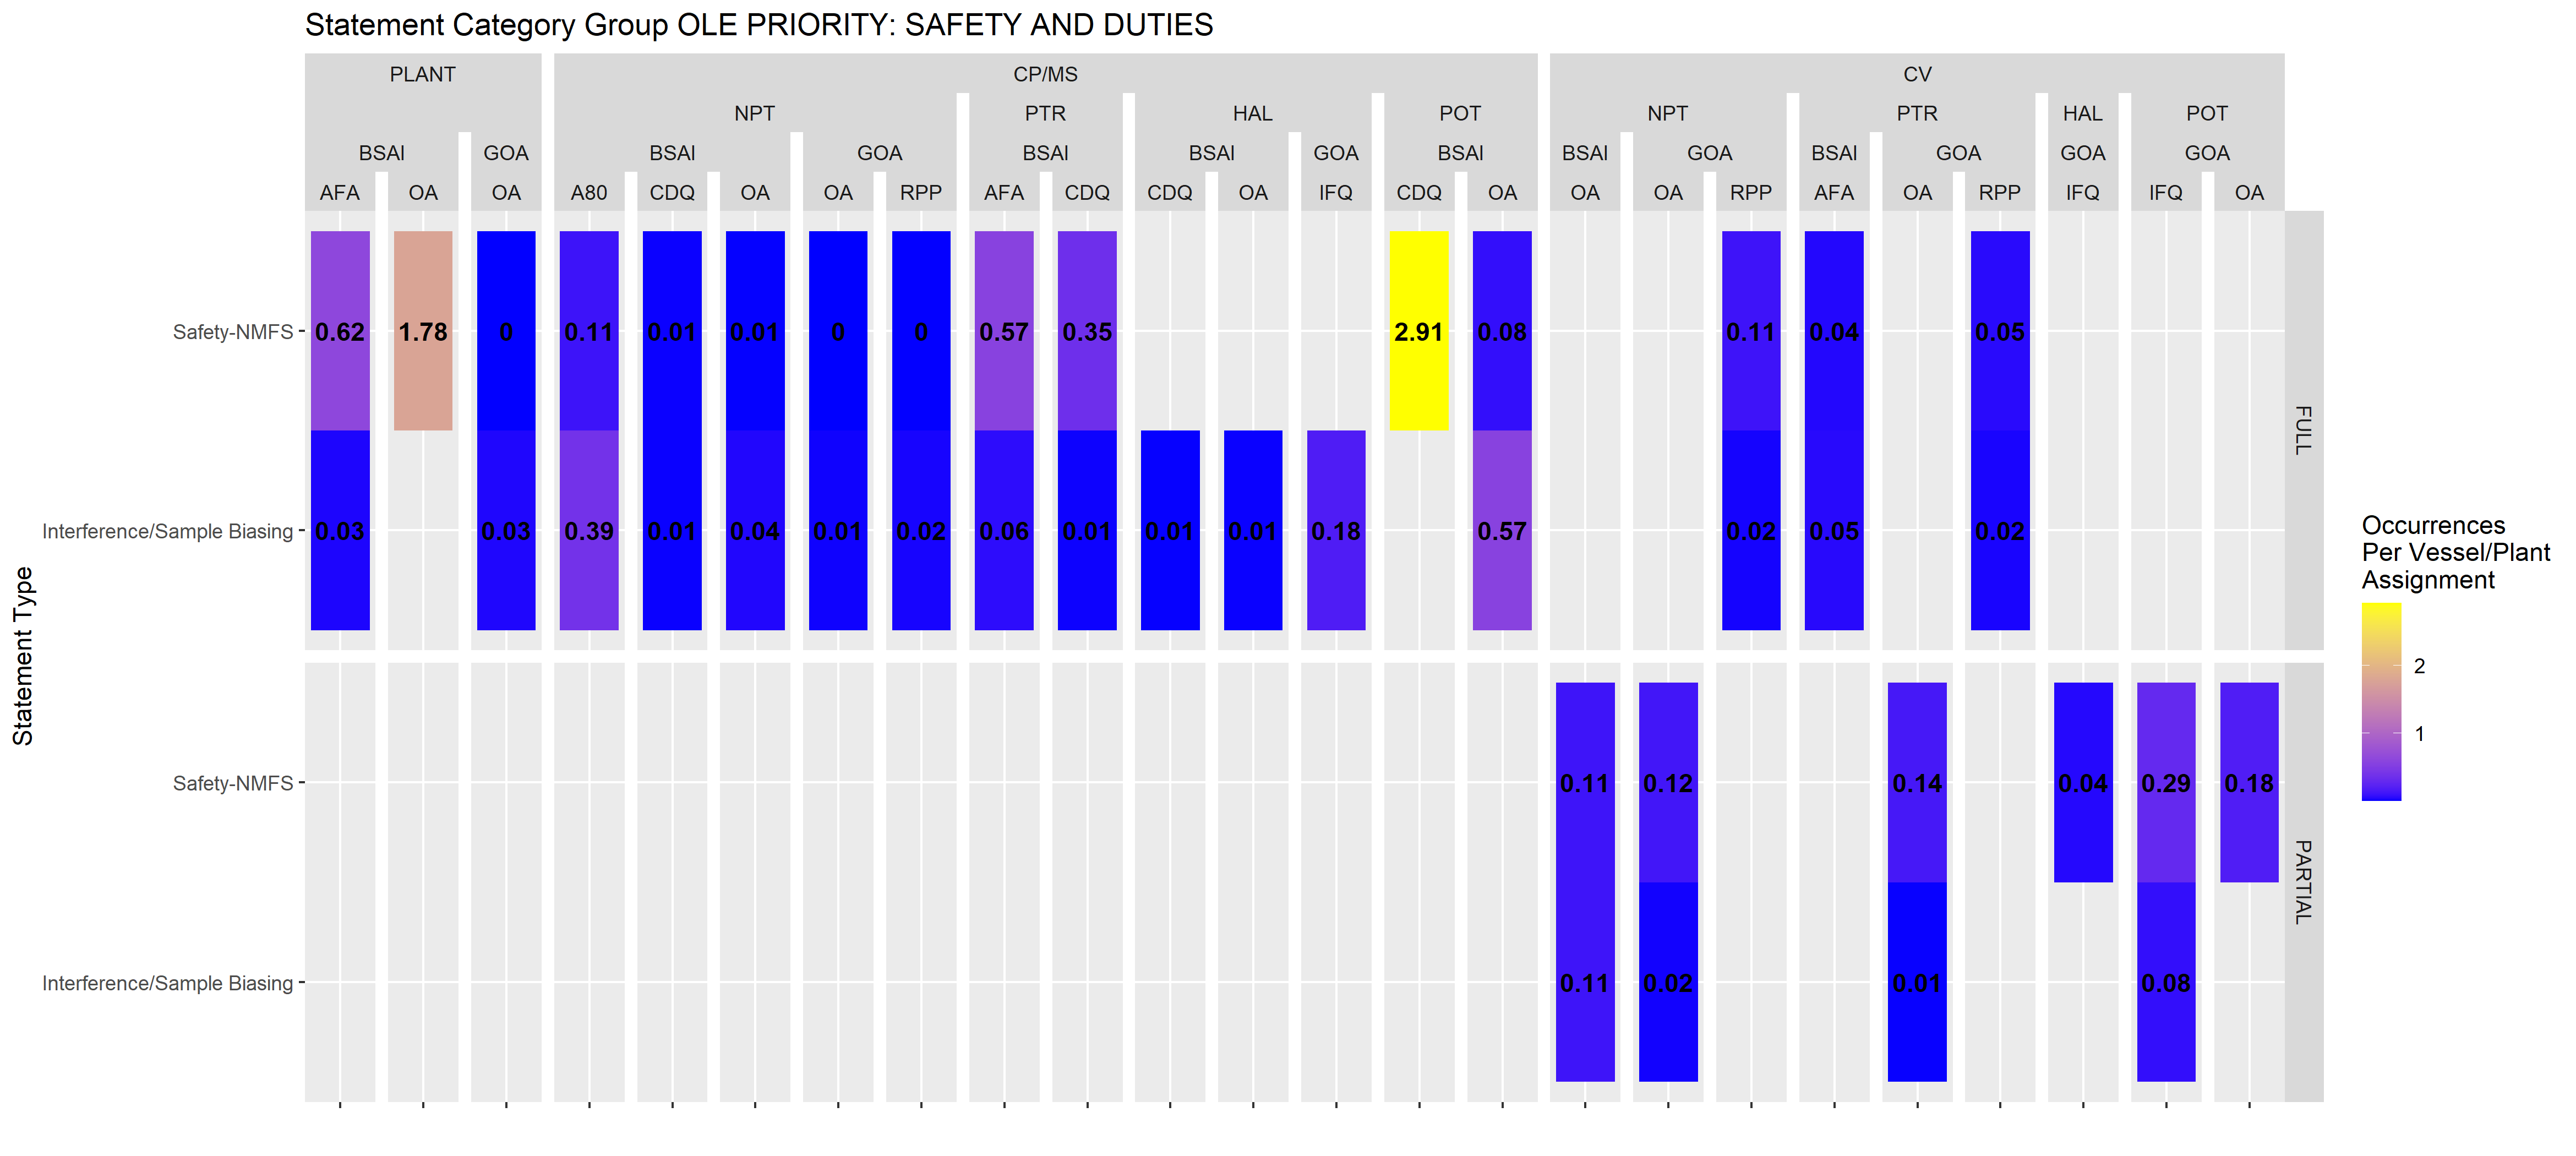 Statement Category Group OLE PRIORITY: SAFETY AND DUTIES
PLANT CP/MS CV
NPT PTR HAL POT NPT PTR HAL POT
BSAI GOA BSAI GOA BSAI BSAI GOA BSAI BSAI GOA BSAI GOA GOA GOA
AFA OA OA A80 CDQ OA OA RPP AFA CDQ CDQ OA IFQ CDQ OA OA OA RPP AFA OA RPP IFQ IFQ OA
Safety-NMFS 0.62 1.78 0 0.11 0.01 0.01 0 0 0.57 0.35 2.91 0.08 0.11 0.04 0.05
FULL
Interference/Sample Biasing 0.03 0.03 0.39 0.01 0.04 0.01 0.02 0.06 0.01 0.01 0.01 0.18 0.57 0.02 0.05 0.02
Safety-NMFS 0.11 0.12 0.14 0.04 0.29 0.18
PARTIAL
Interference/Sample Biasing 0.11 0.02 0.01 0.08
Statement Type
Occurrences
Per Vessel/Plant
Assignment
2
1